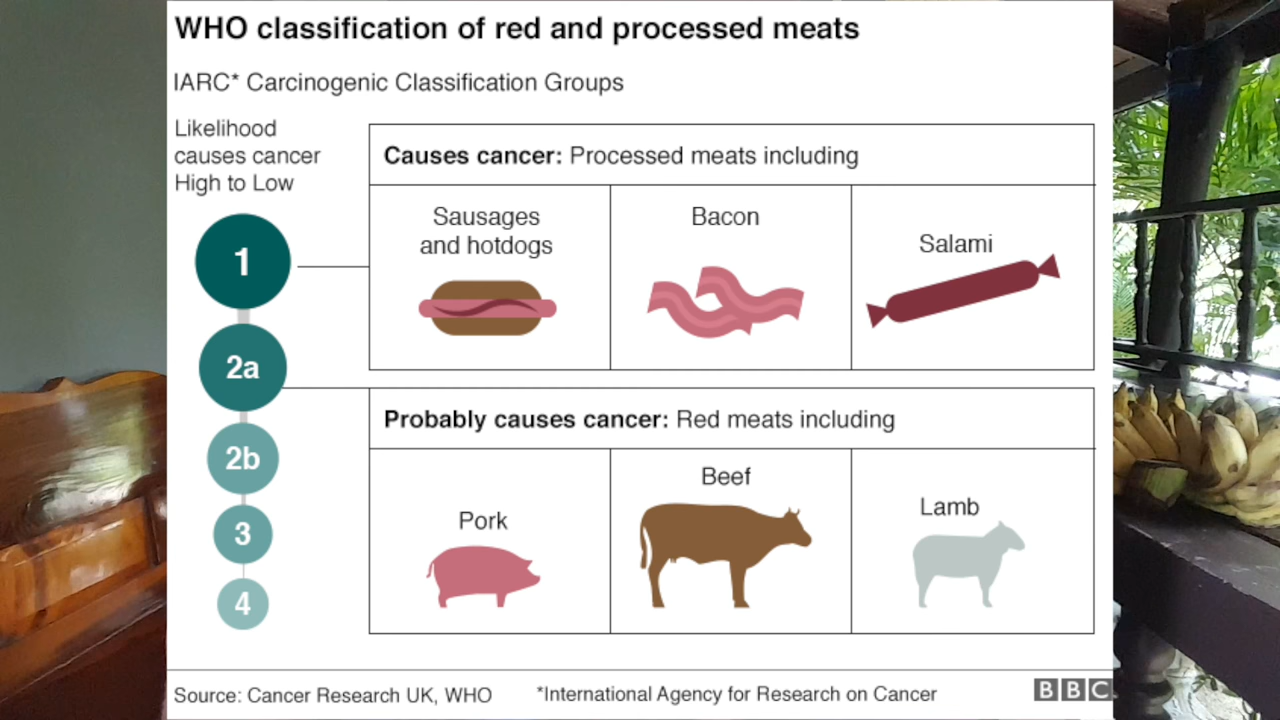 WHO classification of red and processed meats
IARC* Carcinogenic Classification Groups
Likelihood
causes cancer
High to Low
1
2a
2b
3
4
Causes cancer: Processed meats including
Sausages
and hotdogs
Bacon
Salami
Probably causes cancer: Red meats including
Pork
Beef
Lamb
Source: Cancer Research UK, WHO
*International Agency for Research on Cancer
BBC